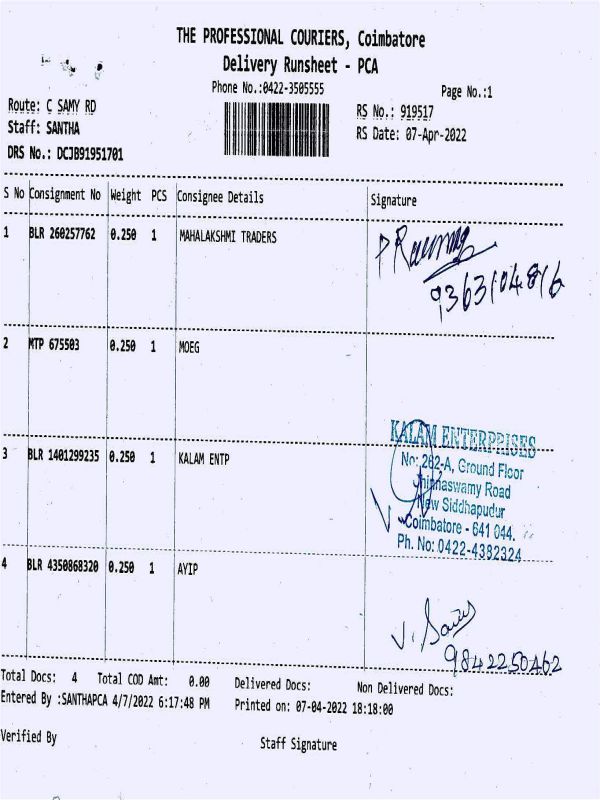 THE PROFESSIONAL COURIERS, Coimbatore
Delivery Runsheet - PCA
Phone No.:0422-3505555
Page No.:1
Route: C SAMY RD
RS No.: 919517
Staff: SANTHA
RS Date: 07-Apr-2022
DRS No.: DCJB91951701
S No Consignment No Weight PCS Consignee Details Signature
1 BLR 260257762 0.250 1 MAHALAKSHMI TRADERS
9363104816
2 MTP 675503 0.250 1 MOEG
KALAM ENTERPRISES
3 BLR 1401299235 0.250 1 KALAM ENTP
No: 262-A, Ground Floor
New Siddhapudur
Coimbatore - 641 044.
Ph. No: 0422-4382324
4 BLR 4350868320 0.250 1 AYIP
9842250462
Total Docs: 4 Total COD Amt: 0.00 Delivered Docs: Non Delivered Docs:
Entered By :SANTHAPCA 4/7/2022 6:17:48 PM Printed on: 07-04-2022 18:18:00
Verified By Staff Signature